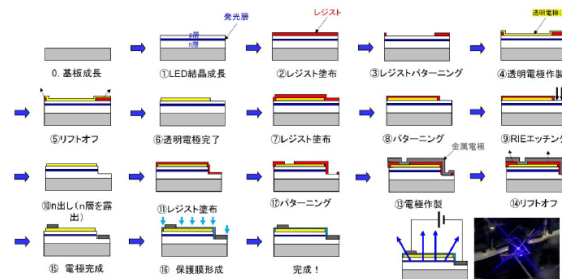 発光層
p層
n層
レジスト
透明電極
0. 基板成長
①LED結晶成長
②レジスト塗布
③レジストパターニング
④透明電極作製
⑤リフトオフ
⑥透明電極完了
⑦レジスト塗布
⑧パターニング
⑨RIEエッチング
金属電極
⑩n出し(n層を露
出)
⑪レジスト塗布
⑫パターニング
⑬電極作製
⑭リフトオフ
⑮ 電極完成
⑯ 保護膜形成
完成!